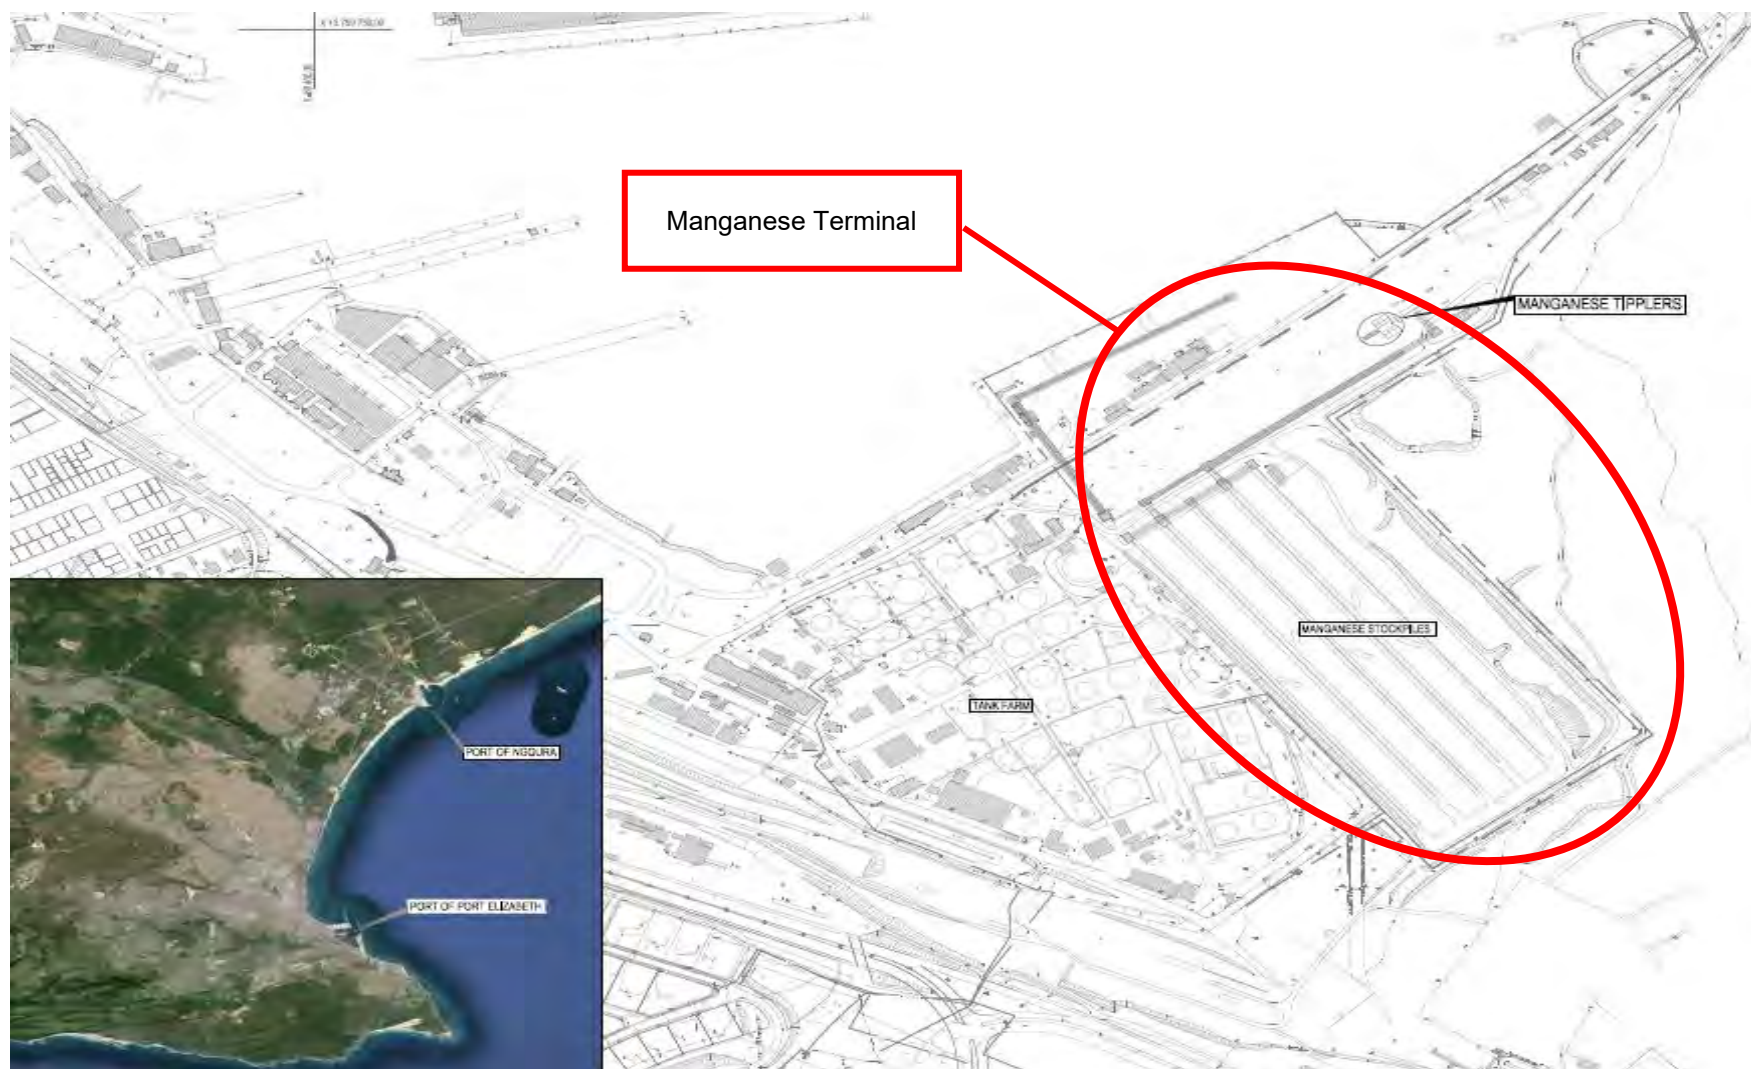 Manganese Terminal
MANGANESE TIPPLERS
MANGANESE STOCKPILES
TANK FARM
PORT OF NGQURA
PORT OF PORT ELIZABETH